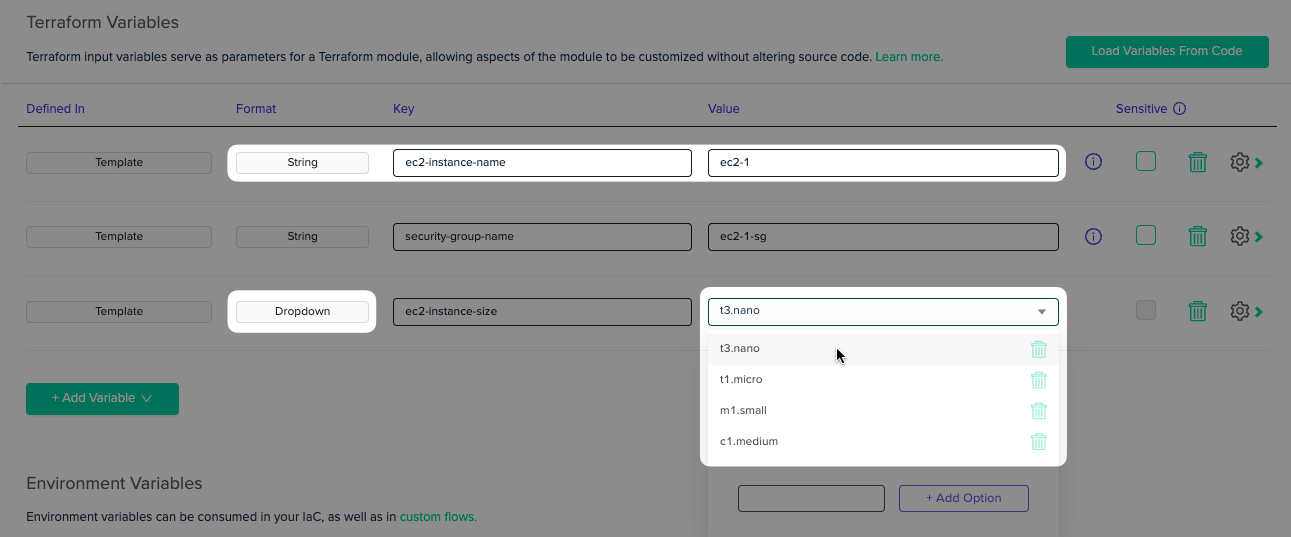 Terraform Variables
Terraform input variables serve as parameters for a Terraform module, allowing aspects of the module to be customized without altering source code. Learn more.
Load Variables From Code
Defined In Format Key Value Sensitive
Template String ec2-instance-name ec2-1
Template String security-group-name ec2-1-sg
Template Dropdown ec2-instance-size t3.nano
t3.nano
t1.micro
m1.small
c1.medium
+ Add Variable
+ Add Option
Environment Variables
Environment variables can be consumed in your IaC, as well as in custom flows.